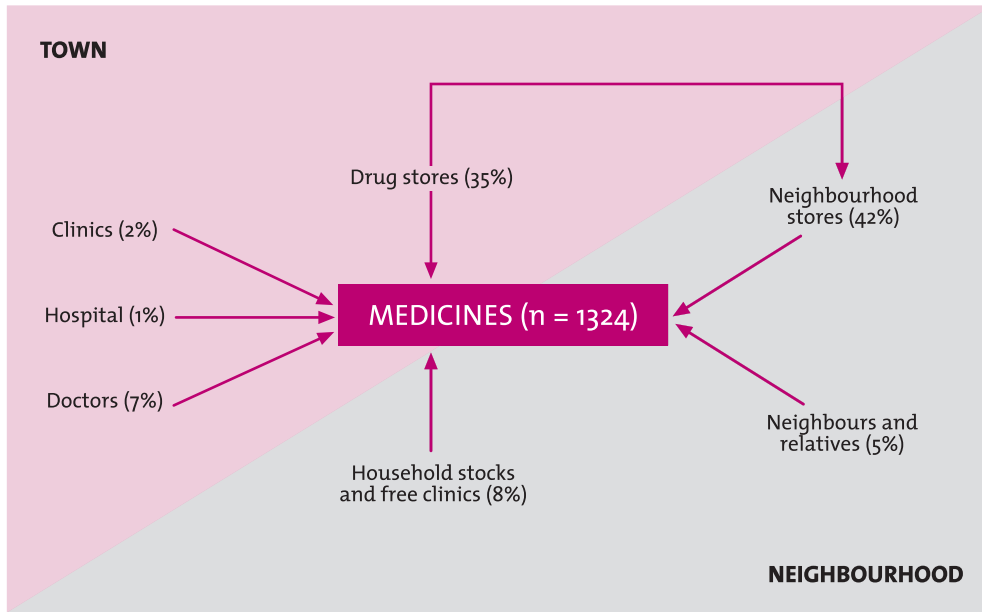 TOWN
Drug stores (35%)
Neighbourhood
stores (42%)
Clinics (2%)
Hospital (1%)
MEDICINES (n = 1324)
Doctors (7%)
Neighbours and
relatives (5%)
Household stocks
and free clinics (8%)
NEIGHBOURHOOD